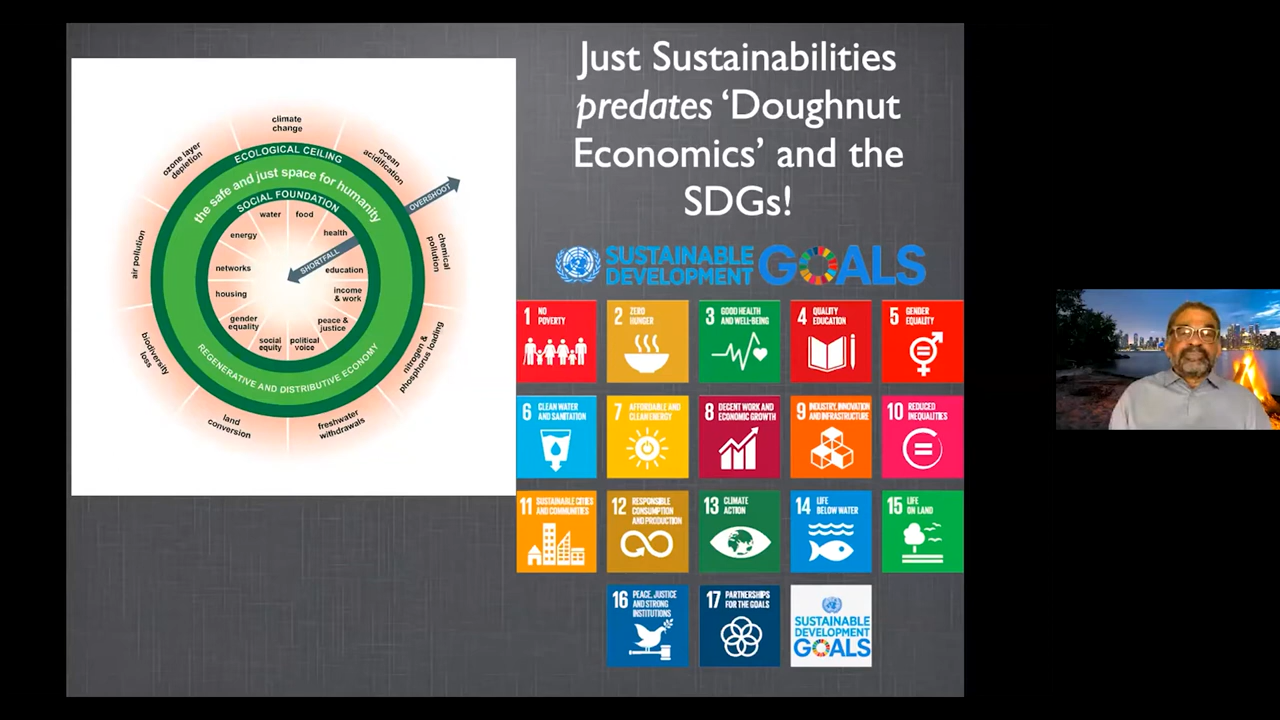 Just Sustainabilities
predates ‘Doughnut
Economics’ and the
SDGs!
climate
change
ocean
acidification
chemical
pollution
nitrogen &
phosphorus loading
freshwater
withdrawals
land
conversion
biodiversity
loss
air pollution
ozone layer
depletion
ECOLOGICAL CEILING
the safe and just space for humanity
SOCIAL FOUNDATION
OVERSHOOT
SHORTFALL
water
food
health
education
income
& work
peace &
justice
political
voice
social
equity
gender
equality
housing
networks
energy
REGENERATIVE AND DISTRIBUTIVE ECONOMY
SUSTAINABLE
DEVELOPMENT
GOALS
1 NO
POVERTY
2 ZERO
HUNGER
3 GOOD HEALTH
AND WELL-BEING
4 QUALITY
EDUCATION
5 GENDER
EQUALITY
6 CLEAN WATER
AND SANITATION
7 AFFORDABLE AND
CLEAN ENERGY
8 DECENT WORK AND
ECONOMIC GROWTH
9 INDUSTRY, INNOVATION
AND INFRASTRUCTURE
10 REDUCED
INEQUALITIES
11 SUSTAINABLE CITIES
AND COMMUNITIES
12 RESPONSIBLE
CONSUMPTION
AND PRODUCTION
13 CLIMATE
ACTION
14 LIFE
BELOW WATER
15 LIFE
ON LAND
16 PEACE, JUSTICE
AND STRONG
INSTITUTIONS
17 PARTNERSHIPS
FOR THE GOALS
SUSTAINABLE
DEVELOPMENT
GOALS